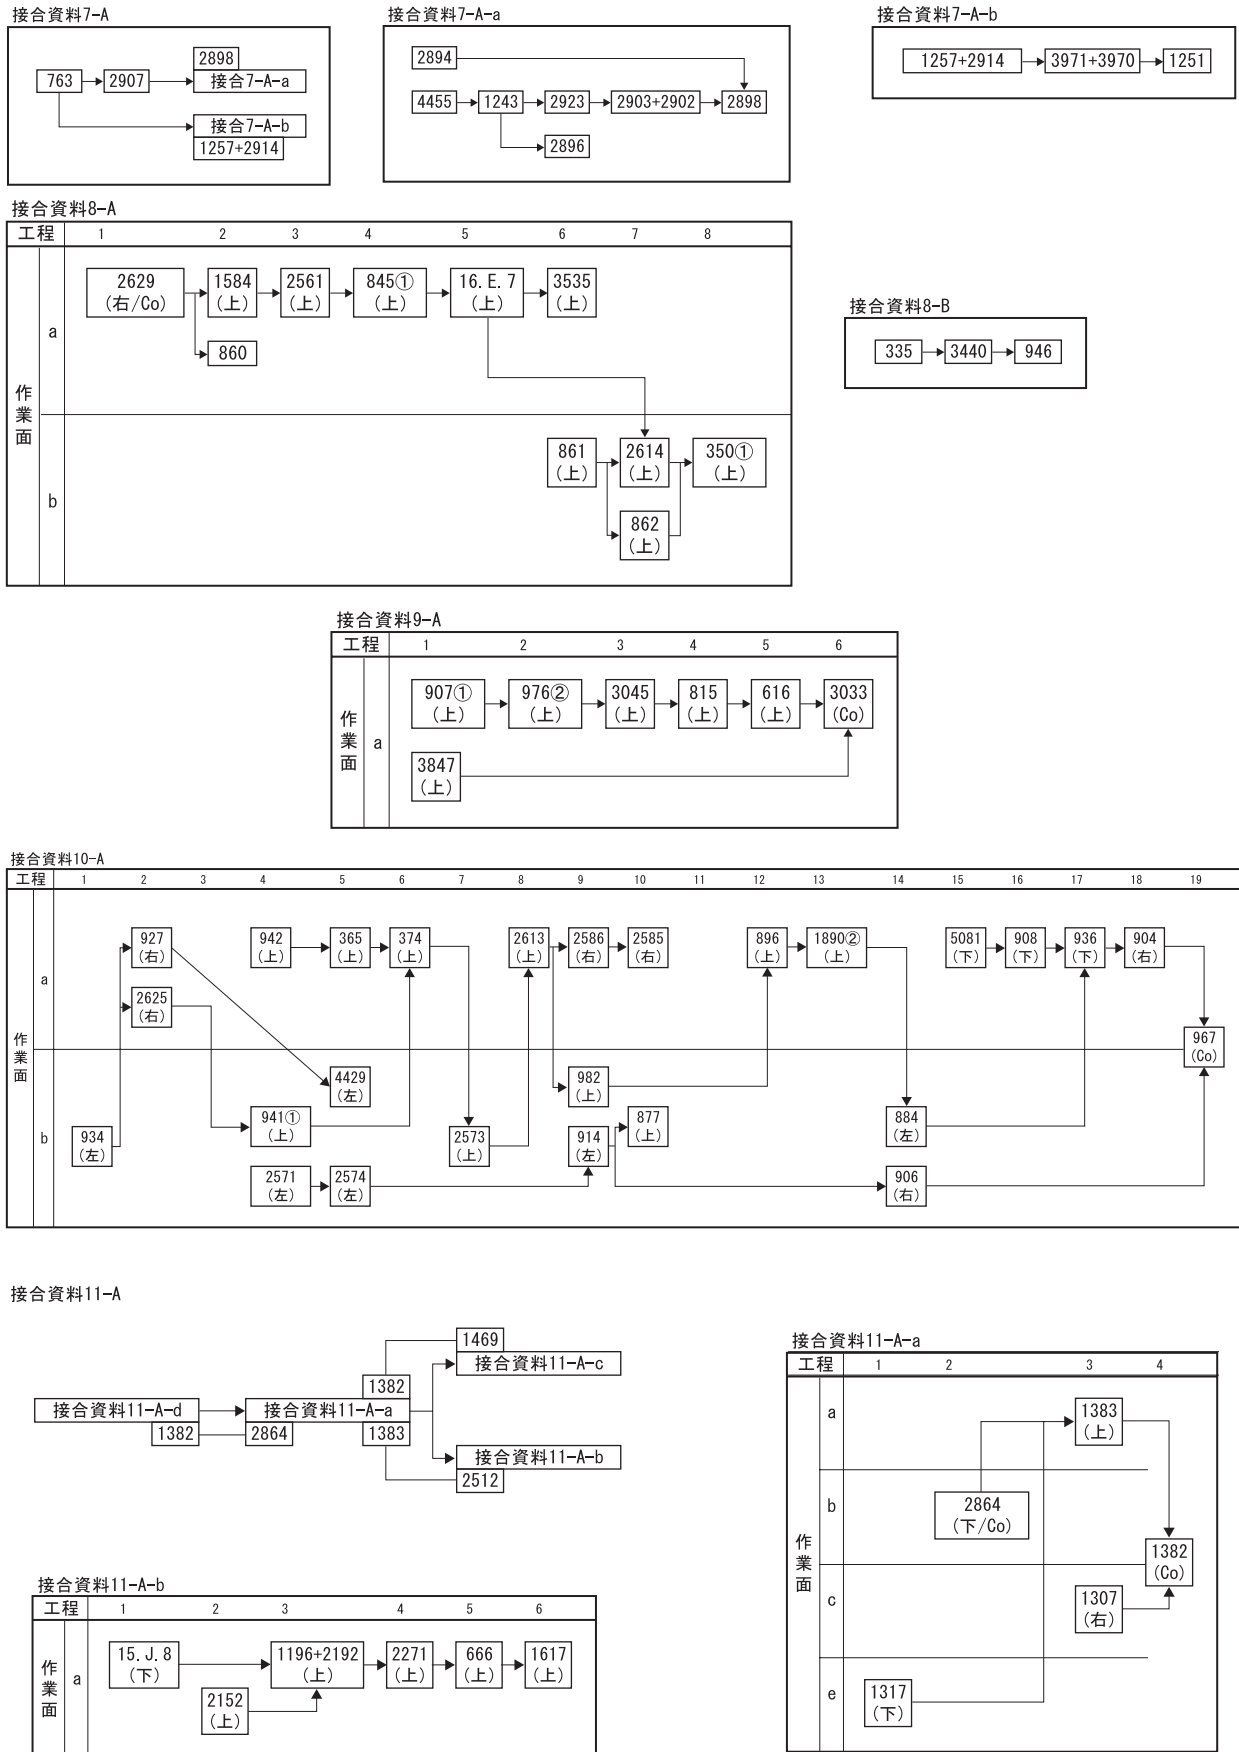 接合資料7-A
2898
763
2907
接合7-A-a
接合7-A-b
1257+2914
接合資料7-A-a
2894
4455
1243
2923
2903+2902
2898
2896
接合資料7-A-b
1257+2914
3971+3970
1251
接合資料8-A
工程 1 2 3 4 5 6 7 8
作業面
a
2629
(右/Co)
1584
(上)
2561
(上)
845①
(上)
16.E.7
(上)
3535
(上)
860
b
861
(上)
2614
(上)
350①
(上)
862
(上)
接合資料8-B
335
3440
946
接合資料9-A
工程 1 2 3 4 5 6
作業面
a
907①
(上)
976②
(上)
3045
(上)
815
(上)
616
(上)
3033
(Co)
3847
(上)
接合資料10-A
工程 1 2 3 4 5 6 7 8 9 10 11 12 13 14 15 16 17 18 19
作業面
a
927
(右)
942
(上)
365
(上)
374
(上)
2613
(上)
2586
(右)
2585
(右)
896
(上)
1890②
(上)
5081
(下)
908
(下)
936
(下)
904
(右)
2625
(右)
967
(Co)
b
4429
(左)
982
(上)
934
(左)
941①
(上)
2573
(上)
914
(左)
877
(上)
884
(左)
2571
(左)
2574
(左)
906
(右)
接合資料11-A
1469
接合資料11-A-c
1382
接合資料11-A-d
接合資料11-A-a
1382
2864
1383
接合資料11-A-b
2512
接合資料11-A-a
工程 1 2 3 4
作業面
a
1383
(上)
b
2864
(下/Co)
1382
(Co)
c
1307
(右)
e
1317
(下)
接合資料11-A-b
工程 1 2 3 4 5 6
作業面
a
15.J.8
(下)
1196+2192
(上)
2271
(上)
666
(上)
1617
(上)
2152
(上)